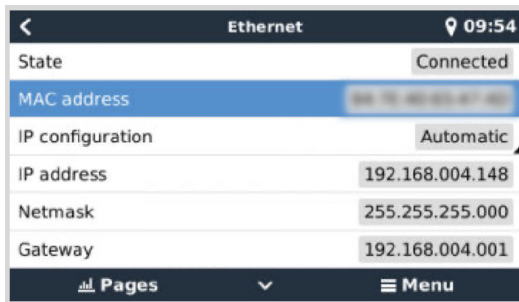 Ethernet 09:54
State Connected
MAC address
IP configuration Automatic
IP address 192.168.004.148
Netmask 255.255.255.000
Gateway 192.168.004.001
Pages Menu